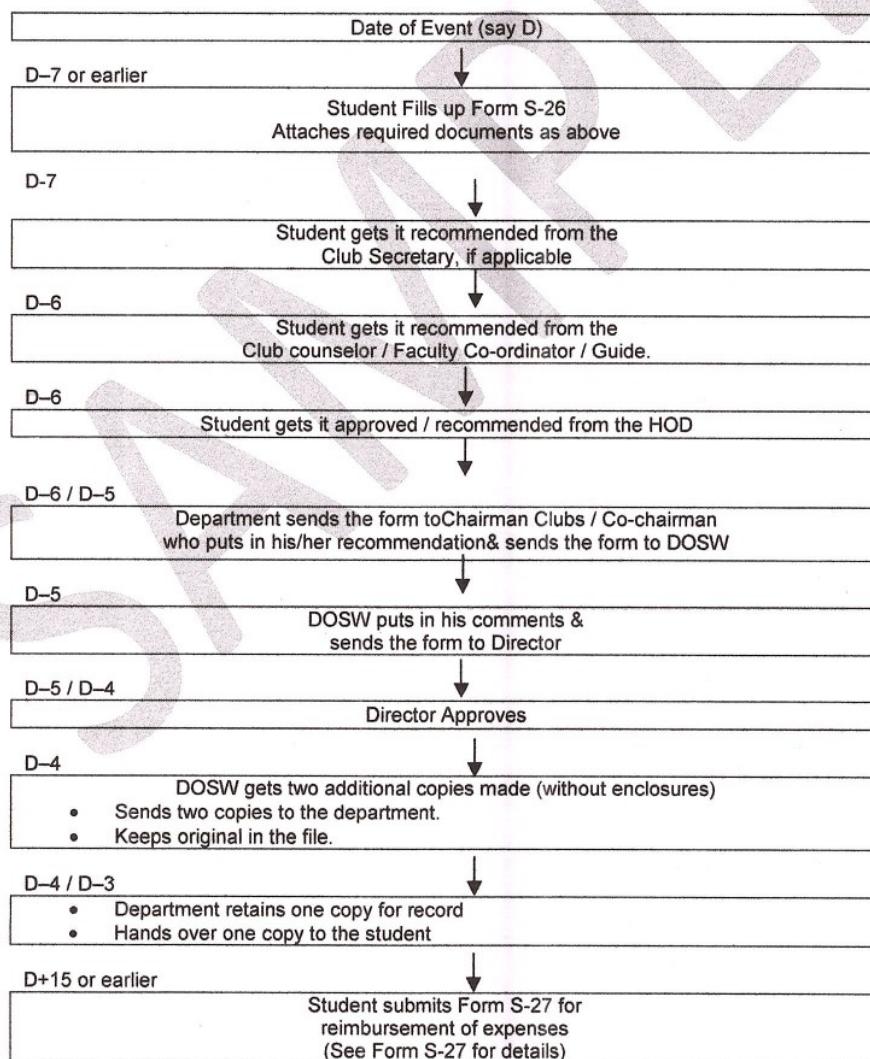 Date of Event (say D)
D–7 or earlier
Student Fills up Form S-26
Attaches required documents as above
D-7
Student gets it recommended from the
Club Secretary, if applicable
D–6
Student gets it recommended from the
Club counselor / Faculty Co-ordinator / Guide.
D–6
Student gets it approved / recommended from the HOD
D–6 / D–5
Department sends the form toChairman Clubs / Co-chairman
who puts in his/her recommendation& sends the form to DOSW
D–5
DOSW puts in his comments &
sends the form to Director
D–5 / D–4
Director Approves
D–4
DOSW gets two additional copies made (without enclosures)
• Sends two copies to the department.
• Keeps original in the file.
D–4 / D–3
• Department retains one copy for record
• Hands over one copy to the student
D+15 or earlier
Student submits Form S-27 for
reimbursement of expenses
(See Form S-27 for details)
SAMPLE